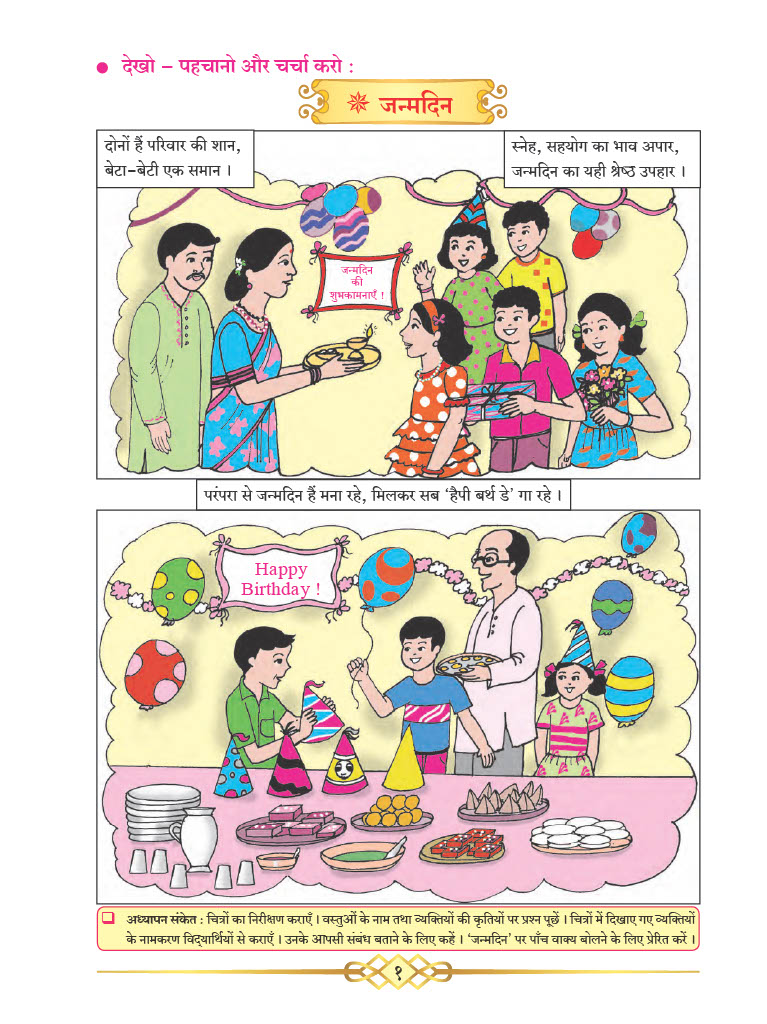 ● देखो – पहचानो और चर्चा करो :
जन्मदिन
दोनों हैं परिवार की शान,
बेटा-बेटी एक समान ।
स्नेह, सहयोग का भाव अपार,
जन्मदिन का यही श्रेष्ठ उपहार ।
जन्मदिन
की
शुभकामनाएँ !
परंपरा से जन्मदिन हैं मना रहे, मिलकर सब ‘हैपी बर्थ डे’ गा रहे ।
Happy
Birthday !
❑ अध्यापन संकेत : चित्रों का निरीक्षण कराएँ । वस्तुओं के नाम तथा व्यक्तियों की कृतियों पर प्रश्न पूछें । चित्रों में दिखाए गए व्यक्तियों
के नामकरण विद्यार्थियों से कराएँ । उनके आपसी संबंध बताने के लिए कहें । ‘जन्मदिन’ पर पाँच वाक्य बोलने के लिए प्रेरित करें ।
१